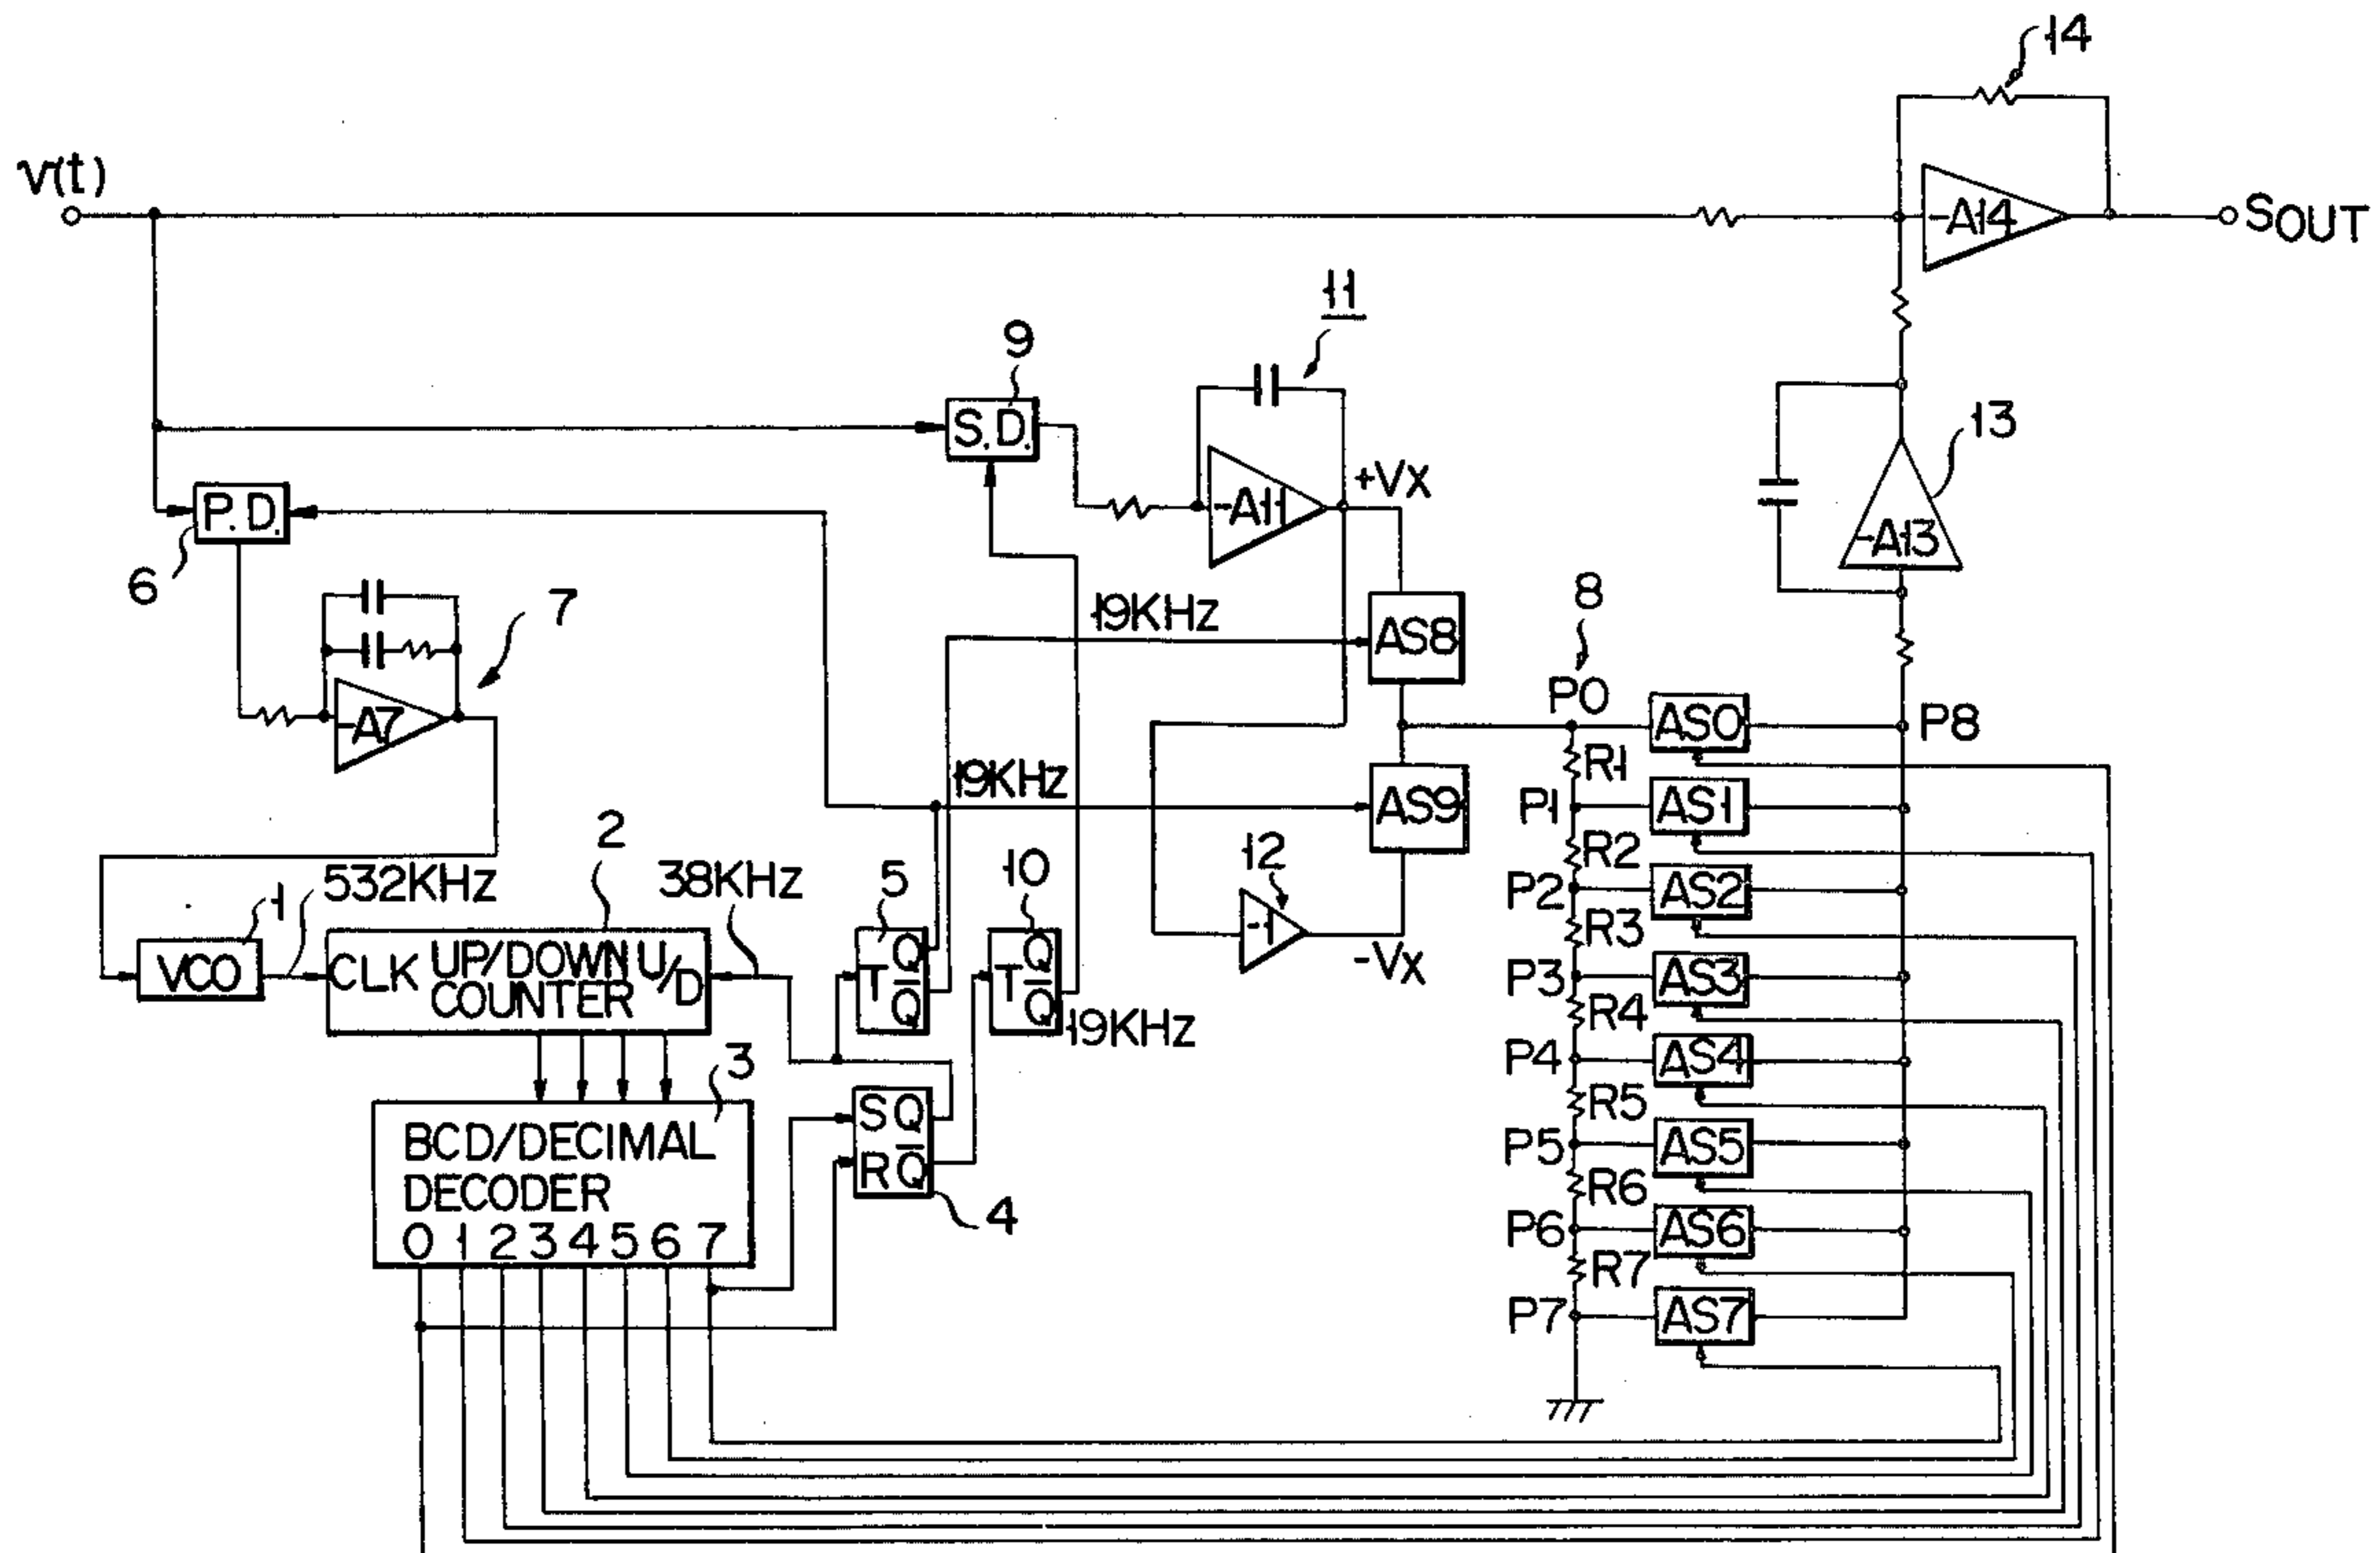 14
v(t)
-A14
SOUT
11
9
S.D.
13
+VX
-A11
P.D.
-A13
6
7
19KHz
AS8
8
P0
AS0
P8
-A7
R1
19KHz
P1
AS1
AS9
2
12
R2
532KHz
38KHz
5
10
P2
AS2
1
-1
R3
VCO
CLK UP/DOWN U/D
COUNTER
T Q
Q̅
T Q
Q̅
-VX
P3
AS3
19KHz
R4
3
P4
AS4
S Q
R Q̅
R5
BCD/DECIMAL
DECODER
P5
AS5
4
R6
0 1 2 3 4 5 6 7
P6
AS6
R7
P7
AS7